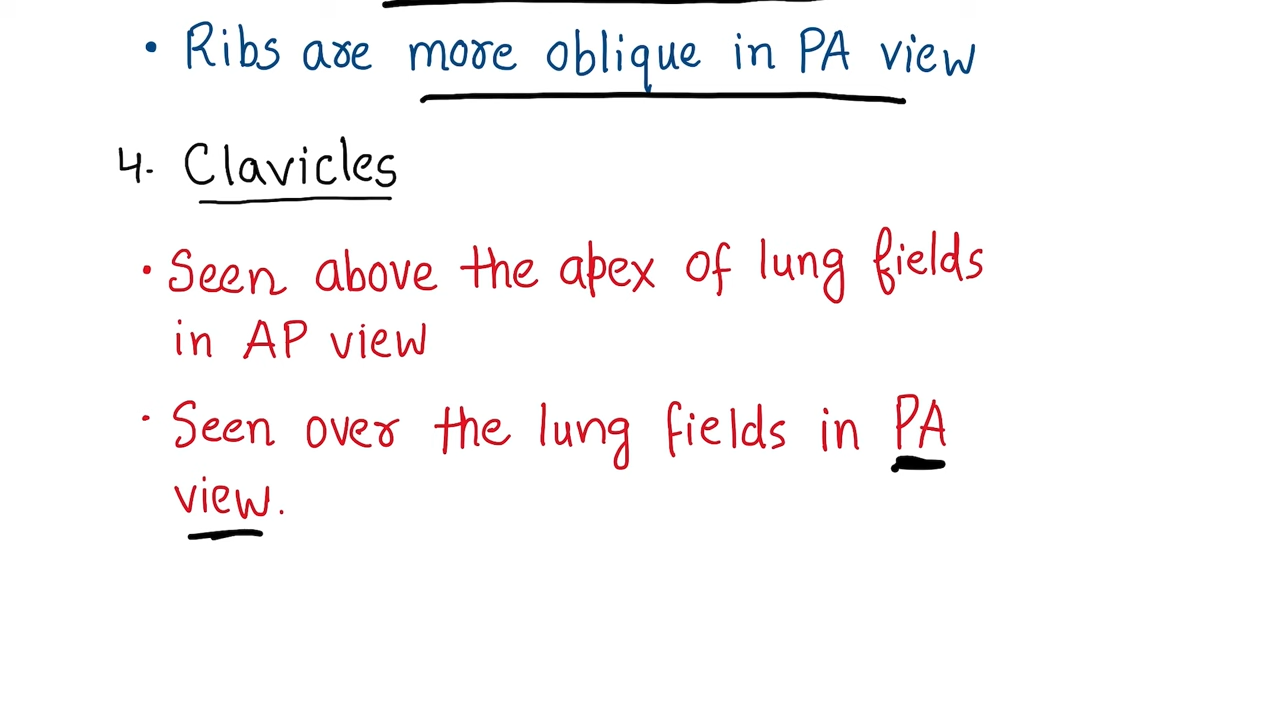 • Ribs are more oblique in PA view
4. Clavicles
• Seen above the apex of lung fields
in AP view
• Seen over the lung fields in PA
view.